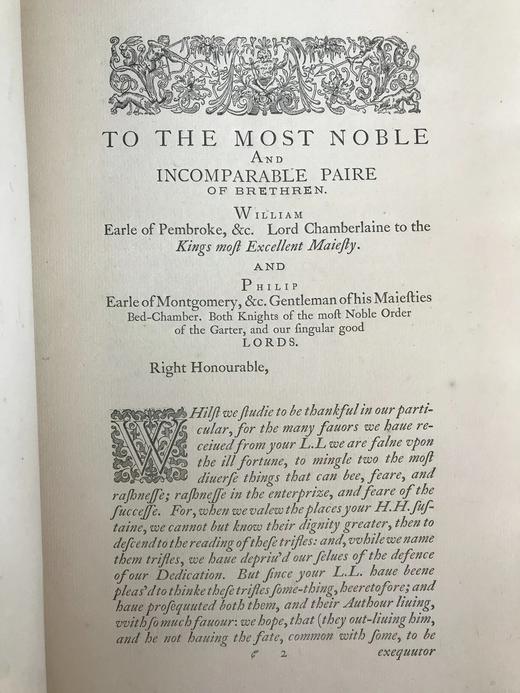 TO THE MOST NOBLE
AND
INCOMPARABLE PAIRE
OF BRETHREN.
WILLIAM
Earle of Pembroke, &c. Lord Chamberlaine to the
Kings moſt Excellent Maieſty.
AND
PHILIP
Earle of Montgomery, &c. Gentleman of his Maieſties
Bed-Chamber. Both Knights of the moſt Noble Order
of the Garter, and our ſingular good
LORDS.
Right Honourable,
WHilſt we ſtudie to be thankful in our parti-
cular, for the many fauors we haue re-
ceiued from your L.L we are falne vpon
the ill fortune, to mingle two the moſt
diuerſe things that can bee, feare, and
raſhneſſe; raſhneſſe in the enterprize, and feare of the
ſucceſſe. For, when we valew the places your H.H. ſuſ-
taine, we cannot but know their dignity greater, then to
deſcend to the reading of theſe trifles: and, vvhile we name
them trifles, we haue depriu'd our ſelues of the defence
of our Dedication. But ſince your L.L. haue beene
pleas'd to thinke theſe trifles ſome-thing, heeretofore; and
haue proſequuted both them, and their Authour liuing,
vvith ſo much fauour: we hope, that (they out-liuing him,
and he not hauing the fate, common with ſome, to be
2 exequutor